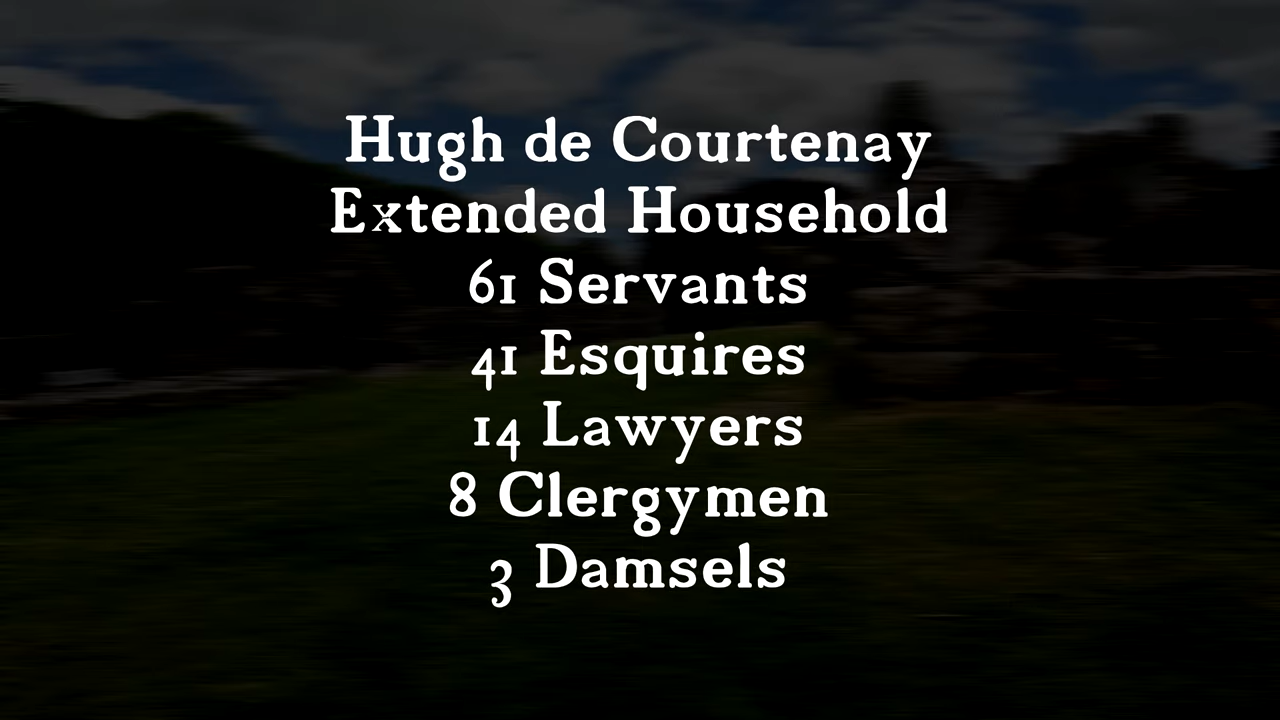 Hugh de Courtenay
Extended Household
61 Servants
41 Esquires
14 Lawyers
8 Clergymen
3 Damsels